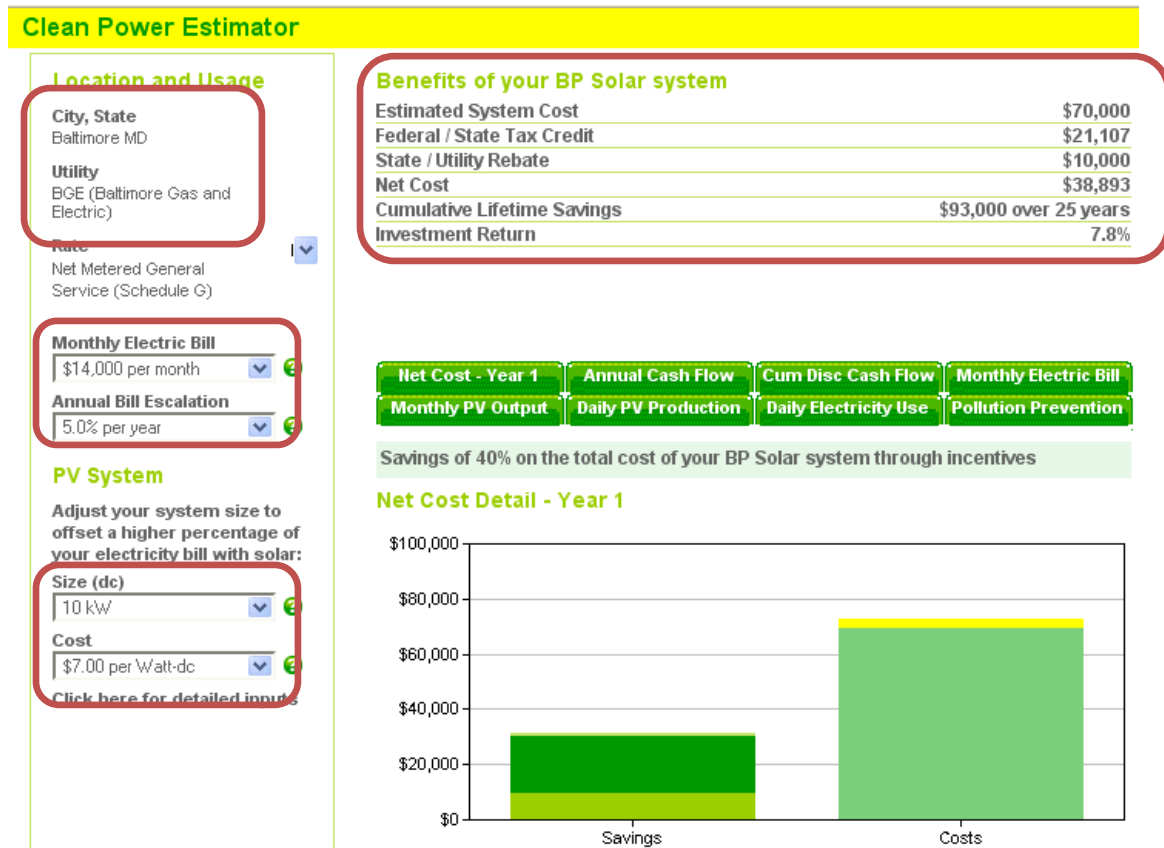 Clean Power Estimator
Location and Usage
City, State
Baltimore MD
Utility
BGE (Baltimore Gas and
Electric)
Rate
Net Metered General
Service (Schedule G)
Monthly Electric Bill
$14,000 per month
Annual Bill Escalation
5.0% per year
PV System
Adjust your system size to
offset a higher percentage of
your electricity bill with solar:
Size (dc)
10 kW
Cost
$7.00 per Watt-dc
Click here for detailed inputs
Benefits of your BP Solar system
Estimated System Cost $70,000
Federal / State Tax Credit $21,107
State / Utility Rebate $10,000
Net Cost $38,893
Cumulative Lifetime Savings $93,000 over 25 years
Investment Return 7.8%
Net Cost - Year 1 Annual Cash Flow Cum Disc Cash Flow Monthly Electric Bill
Monthly PV Output Daily PV Production Daily Electricity Use Pollution Prevention
Savings of 40% on the total cost of your BP Solar system through incentives
Net Cost Detail - Year 1
$100,000
$80,000
$60,000
$40,000
$20,000
$0
Savings Costs